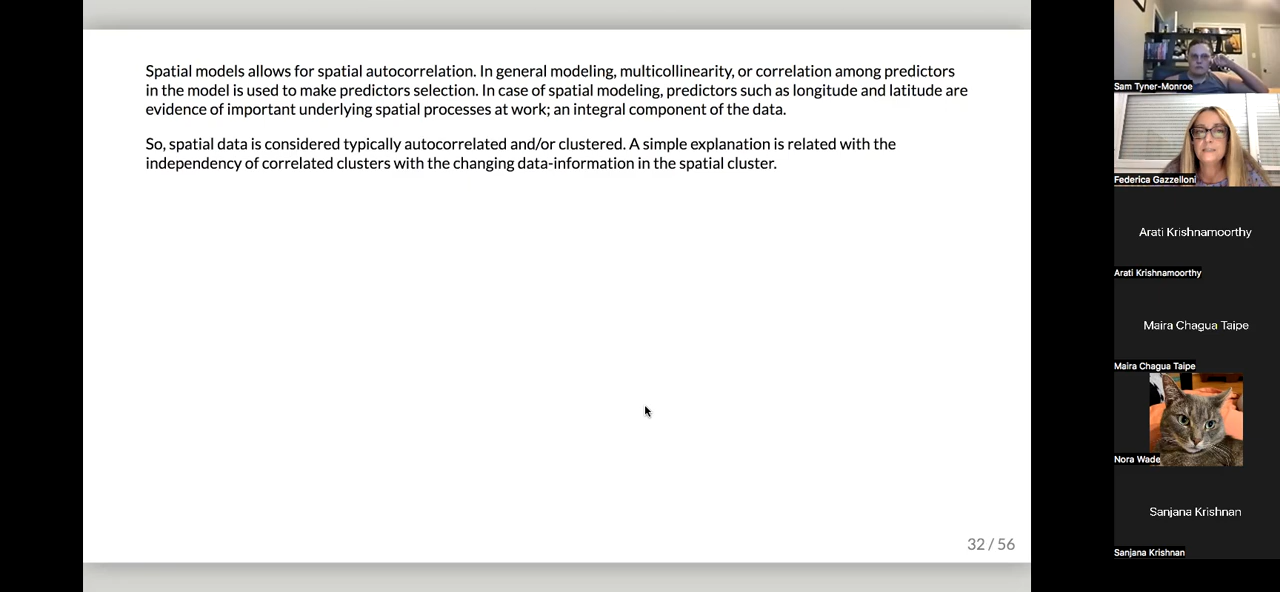 Spatial models allows for spatial autocorrelation. In general modeling, multicollinearity, or correlation among predictors
in the model is used to make predictors selection. In case of spatial modeling, predictors such as longitude and latitude are
evidence of important underlying spatial processes at work; an integral component of the data.
So, spatial data is considered typically autocorrelated and/or clustered. A simple explanation is related with the
independency of correlated clusters with the changing data-information in the spatial cluster.
32 / 56
Sam Tyner-Monroe
Federica Gazzelloni
Arati Krishnamoorthy
Arati Krishnamoorthy
Maira Chagua Taipe
Maira Chagua Taipe
Nora Wade
Sanjana Krishnan
Sanjana Krishnan